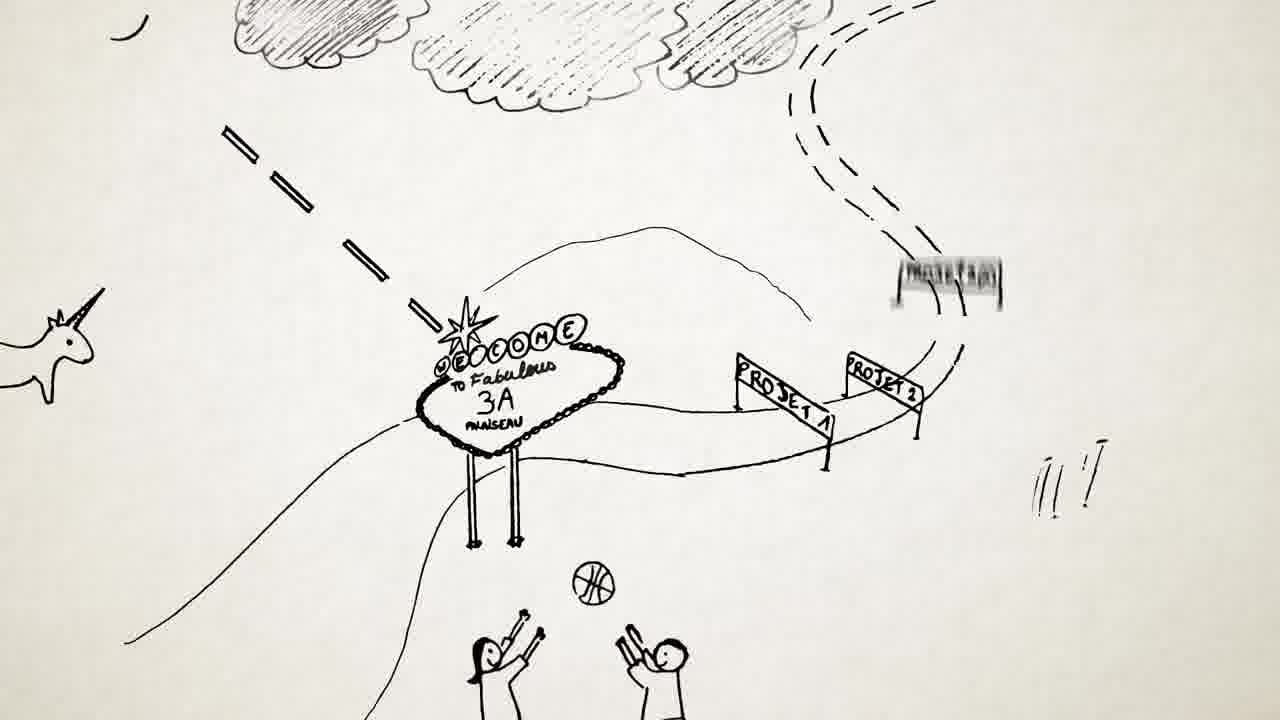 WELCOME
TO Fabulous
3A
PALAISEAU
PROJET 1
PROJET 2